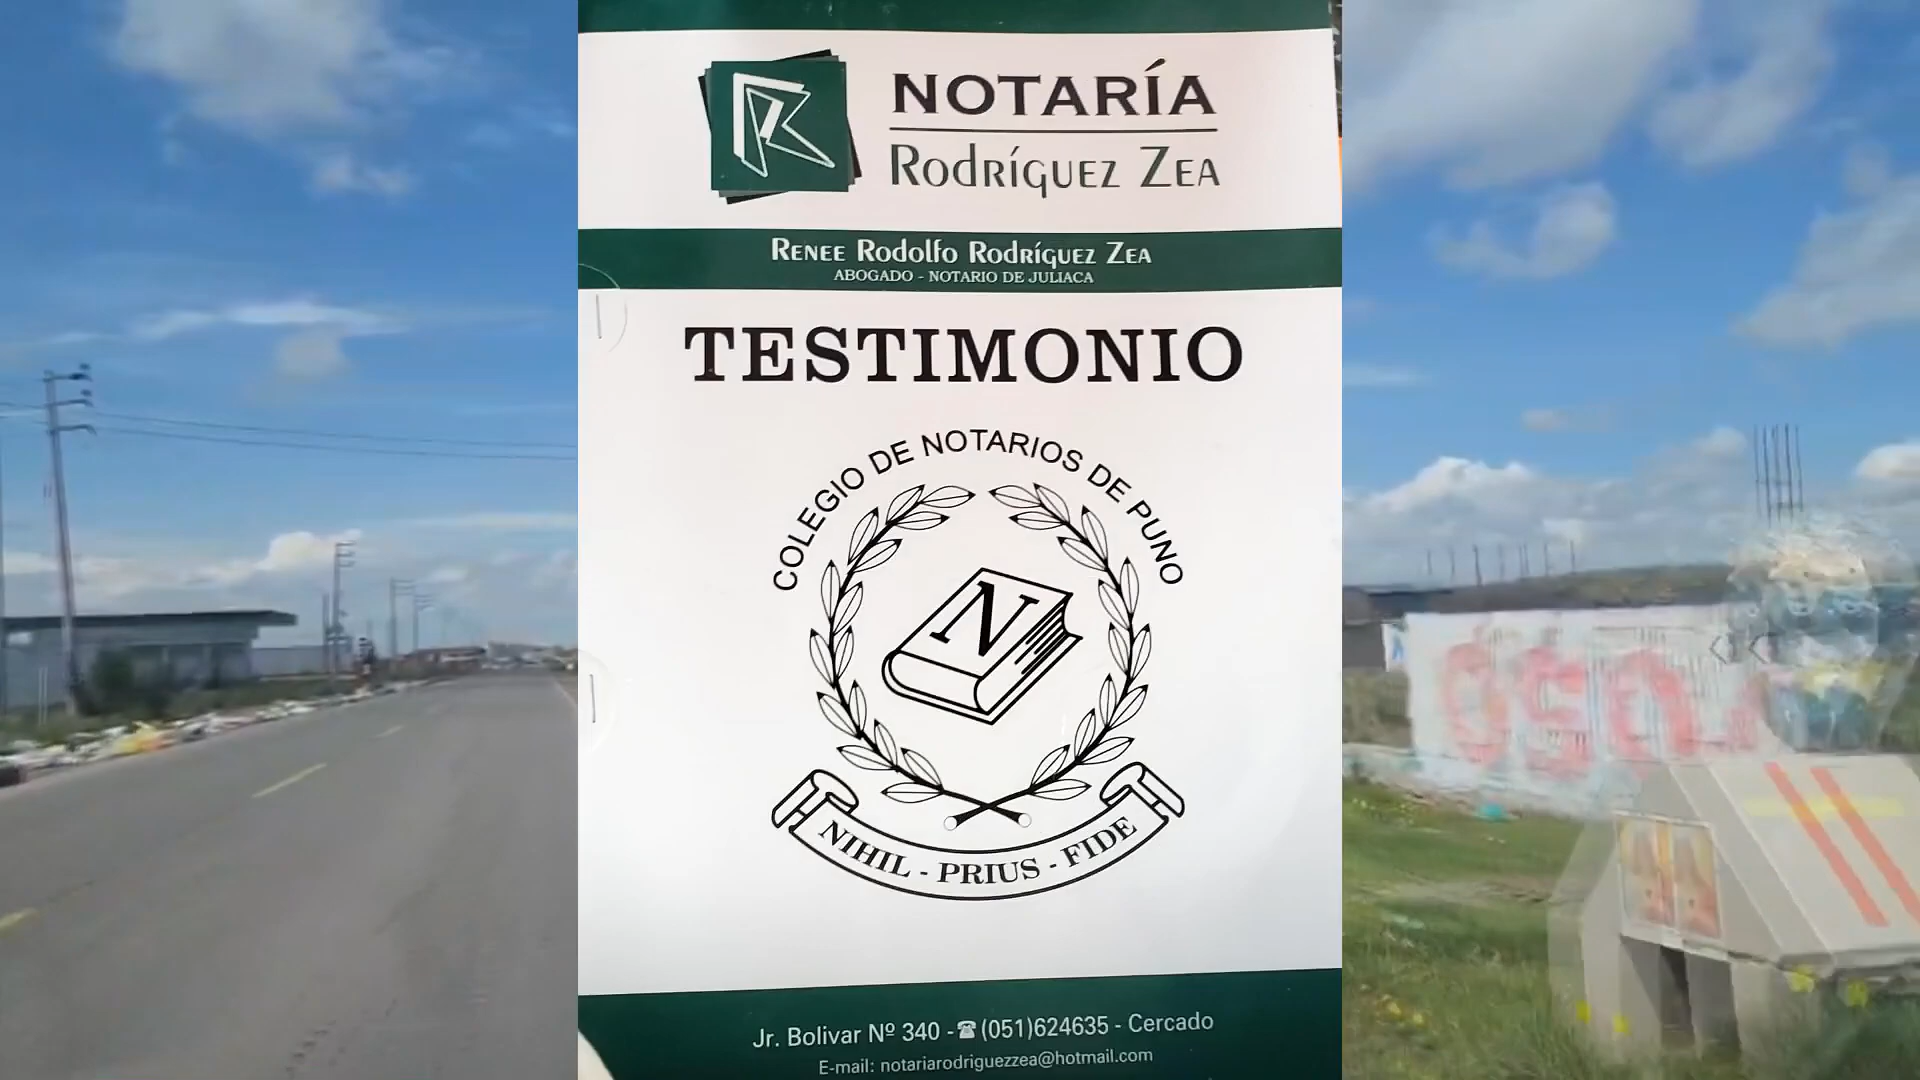 NOTARÍA
Rodríguez Zea
Renee Rodolfo Rodríguez Zea
ABOGADO - NOTARIO DE JULIACA
TESTIMONIO
COLEGIO DE NOTARIOS DE PUNO
N
NIHIL - PRIUS - FIDE
Jr. Bolivar Nº 340 - ☎ (051)624635 - Cercado
E-mail: notariarodriguezzea@hotmail.com